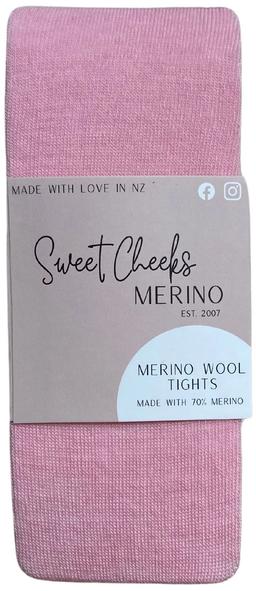 MADE WITH LOVE IN NZ
Sweet Cheeks
MERINO
EST. 2007
MERINO WOOL
TIGHTS
MADE WITH 70% MERINO